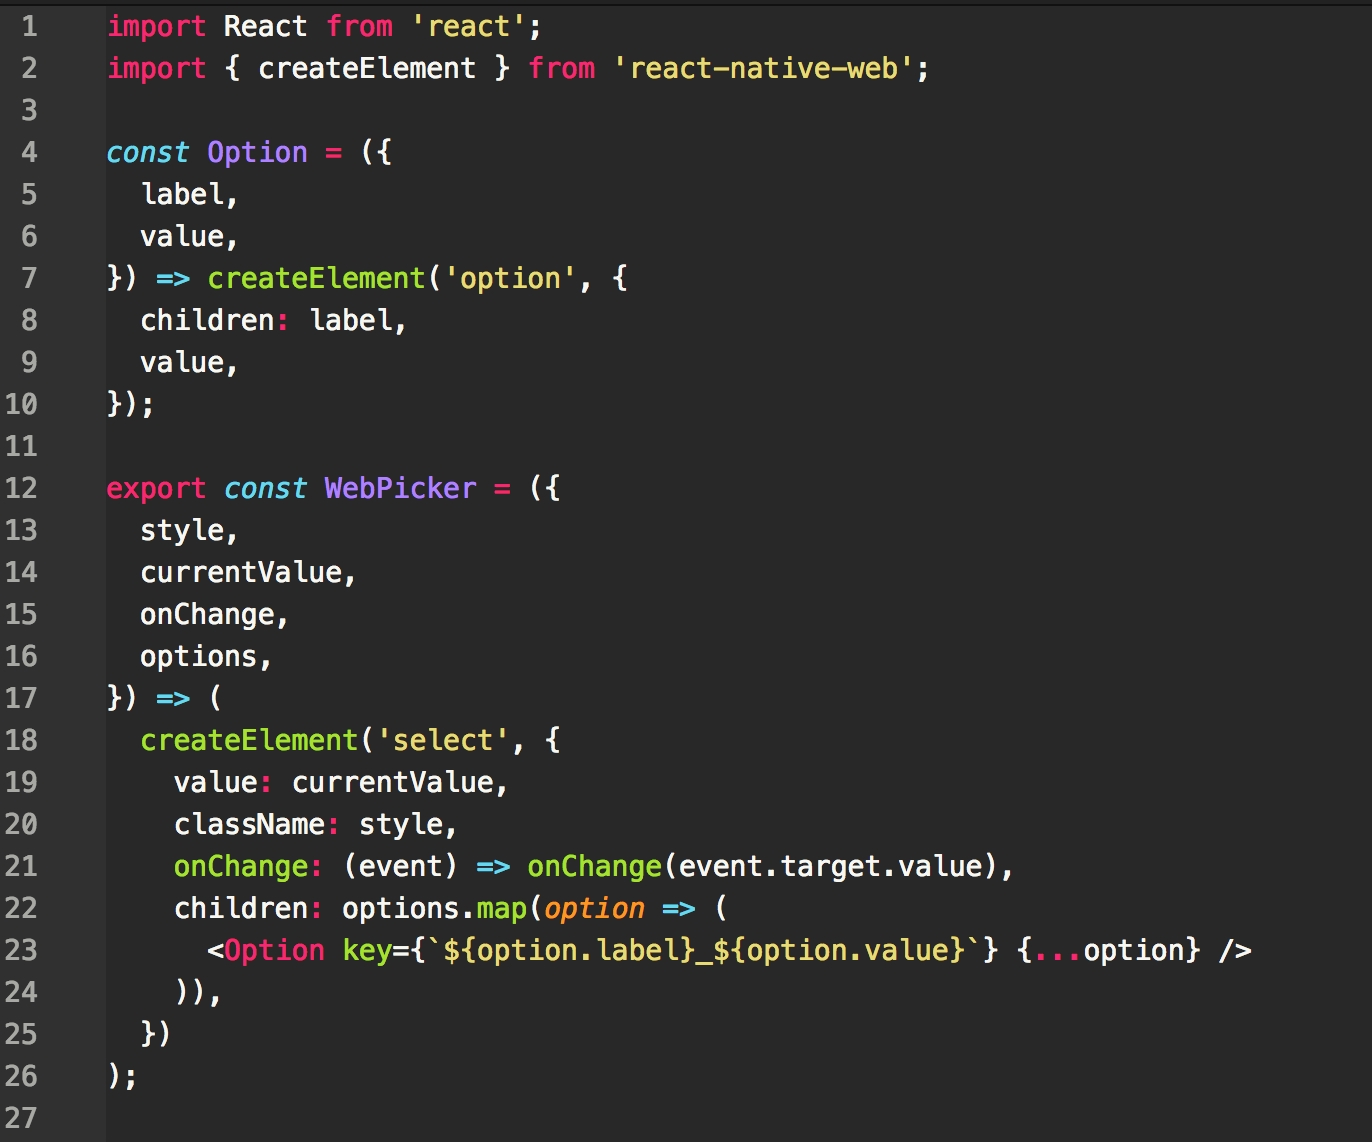 1 import React from 'react';
2 import { createElement } from 'react-native-web';
3
4 const Option = ({
5   label,
6   value,
7 }) => createElement('option', {
8   children: label,
9   value,
10 });
11
12 export const WebPicker = ({
13   style,
14   currentValue,
15   onChange,
16   options,
17 }) => (
18   createElement('select', {
19     value: currentValue,
20     className: style,
21     onChange: (event) => onChange(event.target.value),
22     children: options.map(option => (
23       <Option key={`${option.label}_${option.value}`} {...option} />
24     )),
25   })
26 );
27